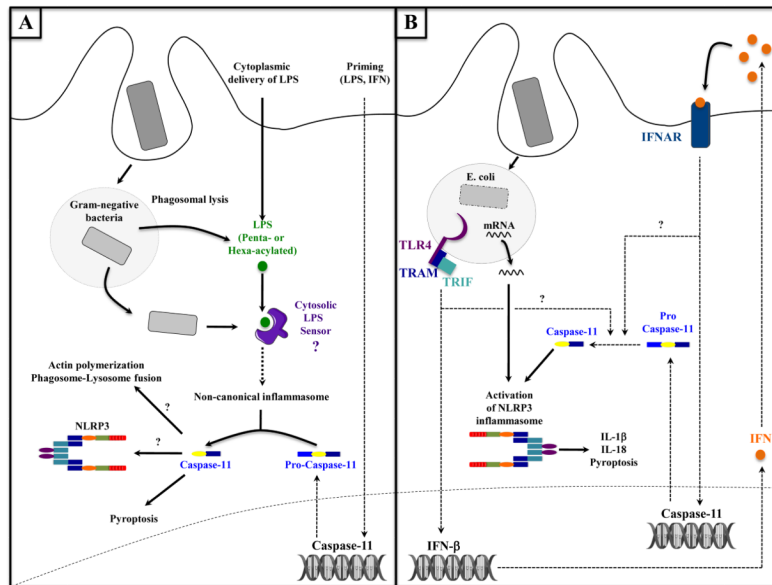 A
Cytoplasmic
delivery of LPS
Priming
(LPS, IFN)
Gram-negative
bacteria
Phagosomal lysis
LPS
(Penta- or
Hexa-acylated)
Cytosolic
LPS
Sensor
?
Actin polymerization
Phagosome-Lysosome fusion
Non-canonical inflammasome
?
NLRP3
?
Caspase-11
Pro-Caspase-11
Pyroptosis
Caspase-11
B
IFNAR
E. coli
mRNA
TLR4
TRAM
TRIF
?
?
Pro
Caspase-11
Caspase-11
Activation
of NLRP3
inflammasome
IL-1β
IL-18
Pyroptosis
IFN
Caspase-11
IFN-β